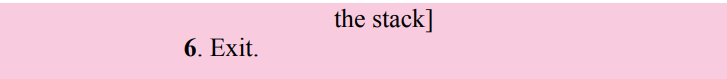 the stack]
6. Exit.